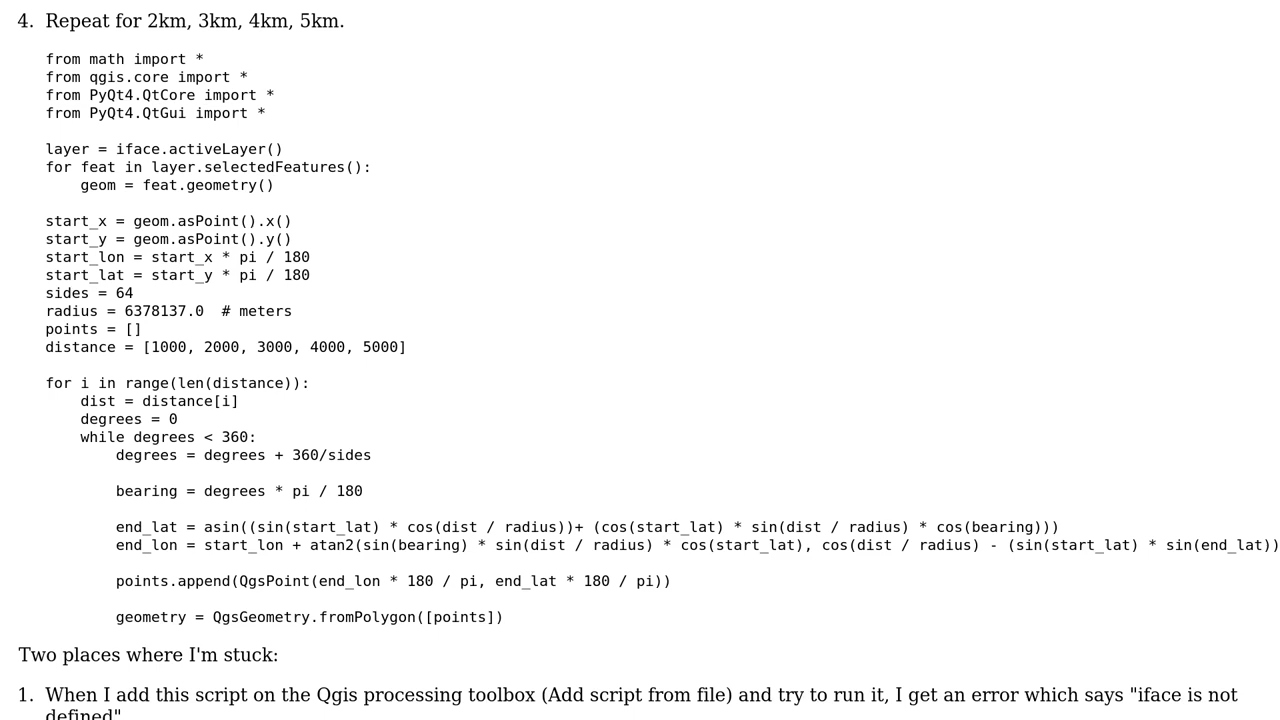 4. Repeat for 2km, 3km, 4km, 5km.
from math import *
from qgis.core import *
from PyQt4.QtCore import *
from PyQt4.QtGui import *
layer = iface.activeLayer()
for feat in layer.selectedFeatures():
    geom = feat.geometry()
start_x = geom.asPoint().x()
start_y = geom.asPoint().y()
start_lon = start_x * pi / 180
start_lat = start_y * pi / 180
sides = 64
radius = 6378137.0  # meters
points = []
distance = [1000, 2000, 3000, 4000, 5000]
for i in range(len(distance)):
    dist = distance[i]
    degrees = 0
    while degrees < 360:
        degrees = degrees + 360/sides
        bearing = degrees * pi / 180
        end_lat = asin((sin(start_lat) * cos(dist / radius))+ (cos(start_lat) * sin(dist / radius) * cos(bearing)))
        end_lon = start_lon + atan2(sin(bearing) * sin(dist / radius) * cos(start_lat), cos(dist / radius) - (sin(start_lat) * sin(end_lat))
        points.append(QgsPoint(end_lon * 180 / pi, end_lat * 180 / pi))
        geometry = QgsGeometry.fromPolygon([points])
Two places where I'm stuck:
1. When I add this script on the Qgis processing toolbox (Add script from file) and try to run it, I get an error which says "iface is not
defined"